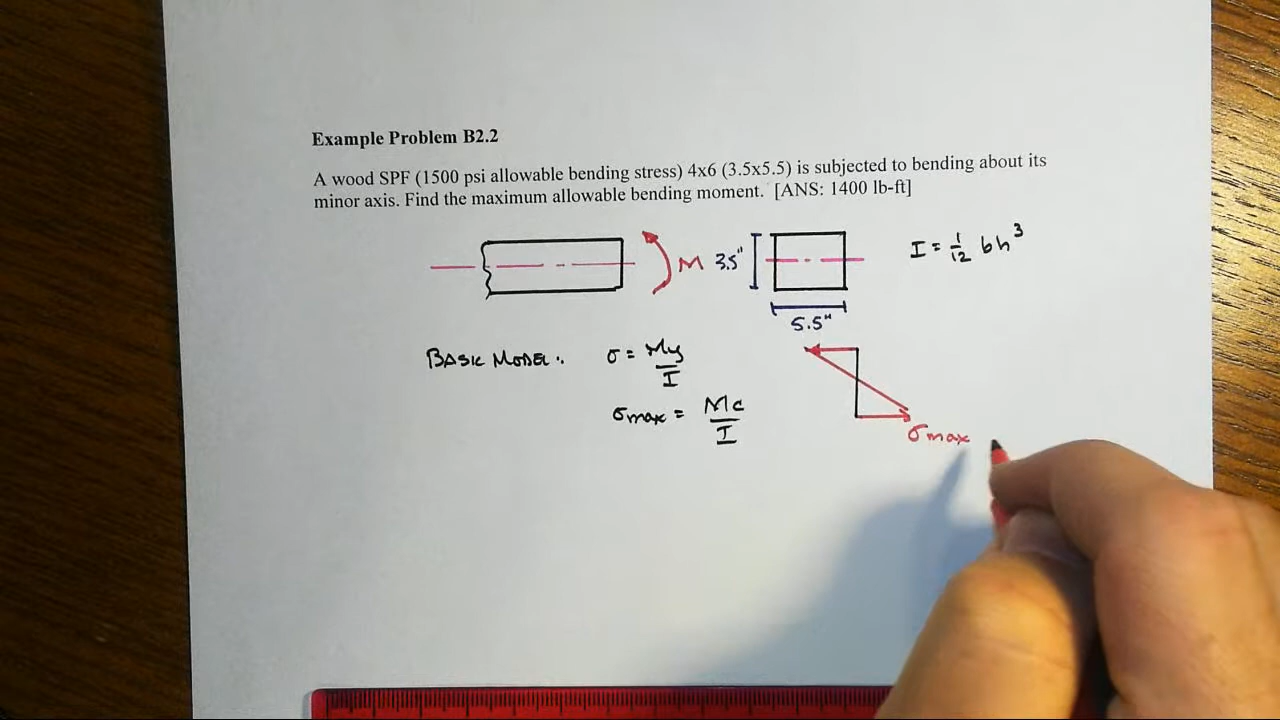 Example Problem B2.2
A wood SPF (1500 psi allowable bending stress) 4x6 (3.5x5.5) is subjected to bending about its
minor axis. Find the maximum allowable bending moment. [ANS: 1400 lb-ft]
M 3.5" I = 1/12 bh³
5.5"
BASIC MODEL: σ = My/I
σmax = Mc/I
σmax